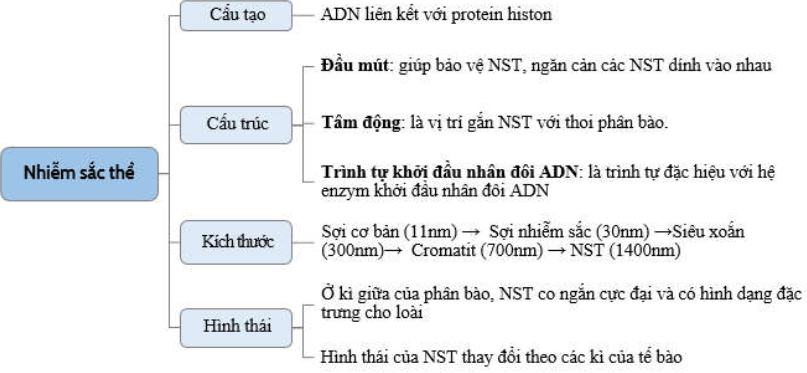 Nhiễm sắc thể
Cấu tạo
ADN liên kết với protein histon
Cấu trúc
Đầu mút: giúp bảo vệ NST, ngăn cản các NST dính vào nhau
Tâm động: là vị trí gắn NST với thoi phân bào.
Trình tự khởi đầu nhân đôi ADN: là trình tự đặc hiệu với hệ
enzym khởi đầu nhân đôi ADN
Kích thước
Sợi cơ bản (11nm) → Sợi nhiễm sắc (30nm) →Siêu xoắn
(300nm)→ Cromatit (700nm) → NST (1400nm)
Hình thái
Ở kì giữa của phân bào, NST co ngắn cực đại và có hình dạng đặc
trưng cho loài
Hình thái của NST thay đổi theo các kì của tế bào